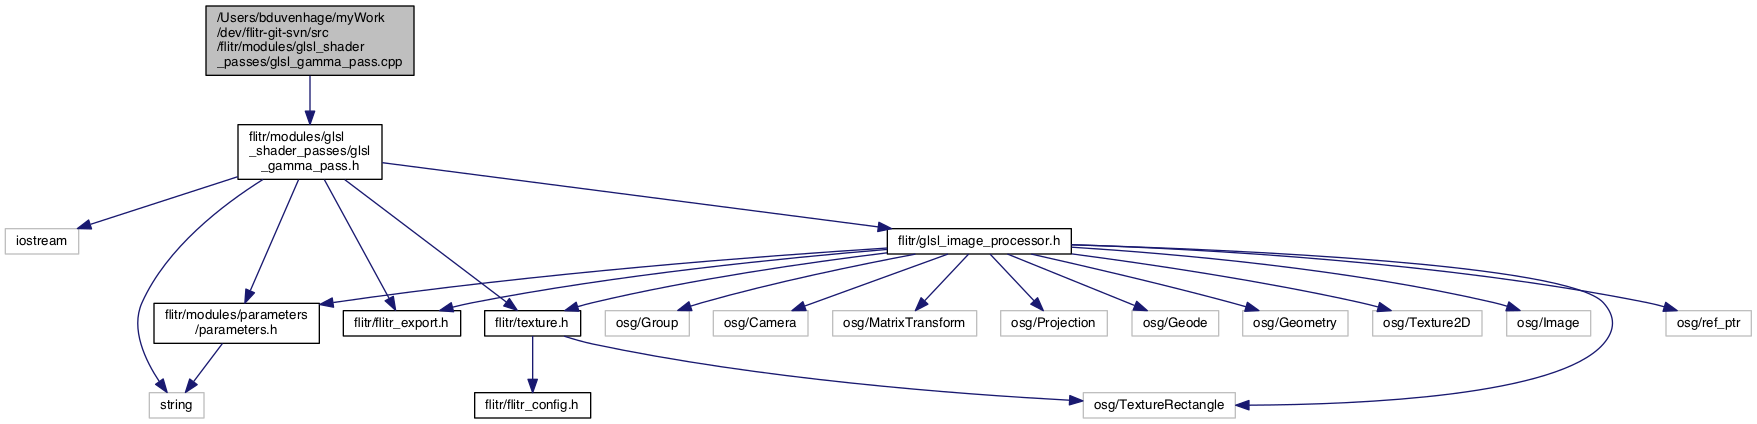 /Users/bduvenhage/myWork
/dev/flitr-git-svn/src
/flitr/modules/glsl_shader
_passes/glsl_gamma_pass.cpp
flitr/modules/glsl
_shader_passes/glsl
_gamma_pass.h
iostream
flitr/glsl_image_processor.h
flitr/modules/parameters
/parameters.h
flitr/flitr_export.h
flitr/texture.h
osg/Group
osg/Camera
osg/MatrixTransform
osg/Projection
osg/Geode
osg/Geometry
osg/Texture2D
osg/Image
osg/ref_ptr
string
flitr/flitr_config.h
osg/TextureRectangle